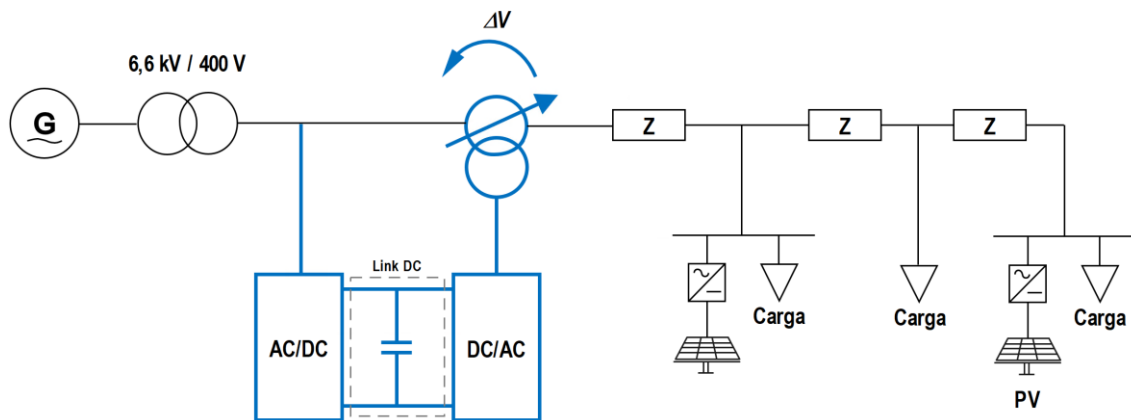 ΔV
6,6 kV / 400 V
G
Z
Z
Z
Link DC
AC/DC
DC/AC
Carga
Carga
Carga
PV